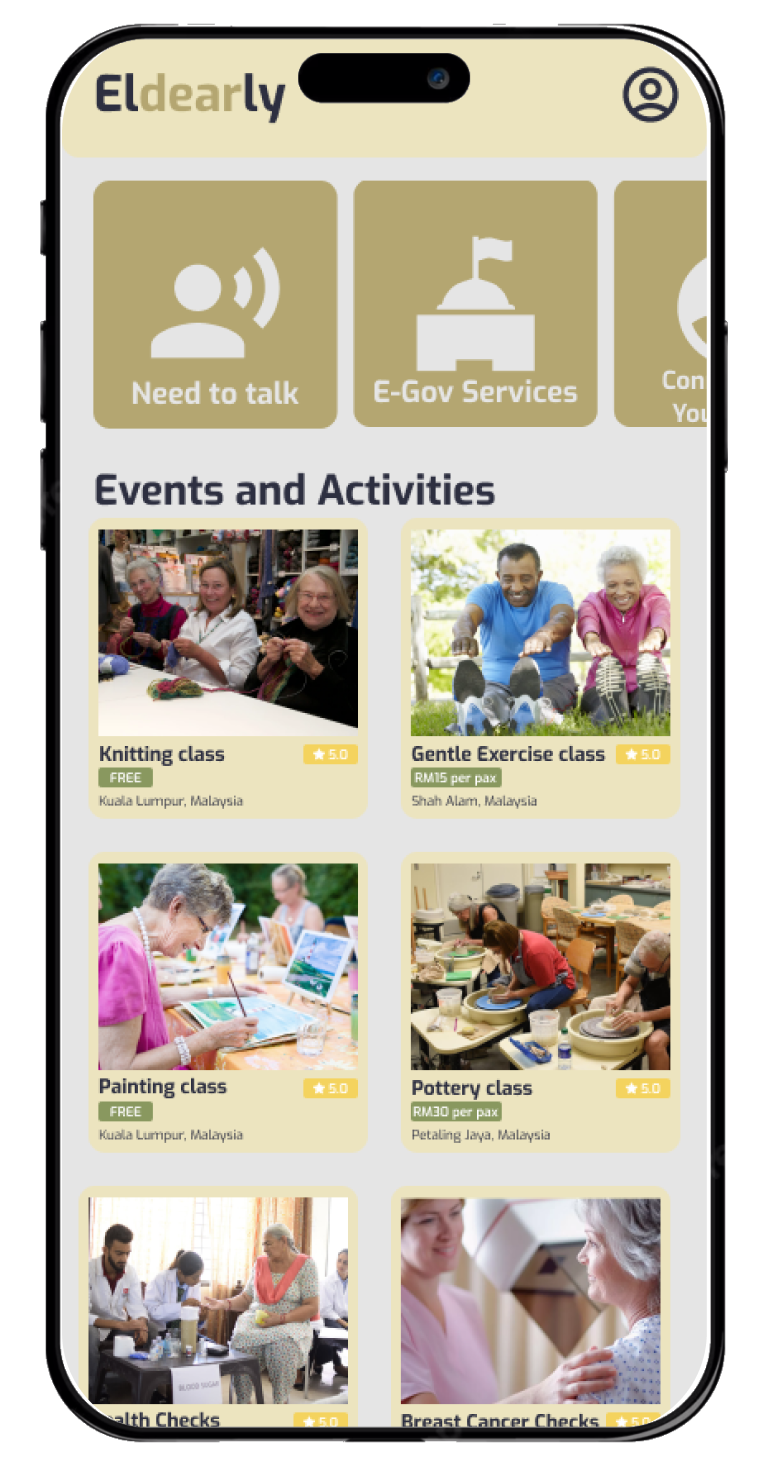 Eldearly
Need to talk
E-Gov Services
Con
You
Events and Activities
Knitting class
5.0
FREE
Kuala Lumpur, Malaysia
Gentle Exercise class
5.0
RM15 per pax
Shah Alam, Malaysia
Painting class
5.0
FREE
Kuala Lumpur, Malaysia
Pottery class
5.0
RM30 per pax
Petaling Jaya, Malaysia
BLOOD SUGAR
alth Checks
5.0
Breast Cancer Checks
5.0